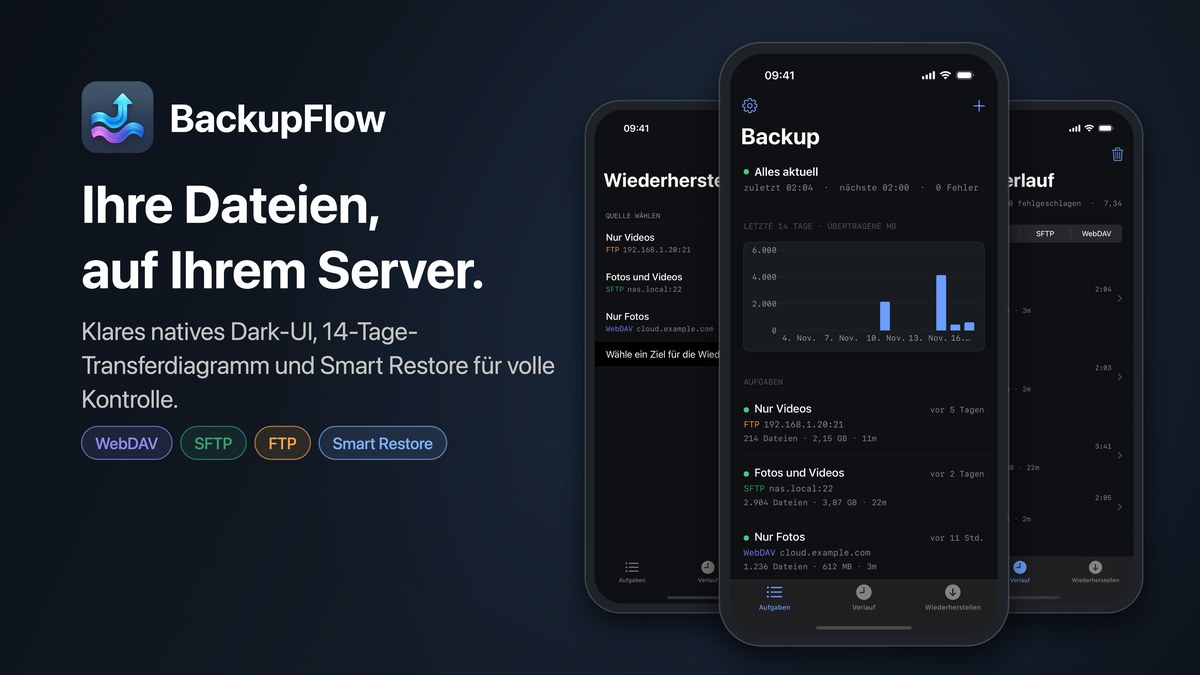 BackupFlow
Ihre Dateien,
auf Ihrem Server.
Klares natives Dark-UI, 14-Tage-
Transferdiagramm und Smart Restore für volle
Kontrolle.
WebDAV
SFTP
FTP
Smart Restore
09:41
Wiederherste
QUELLE WÄHLEN
Nur Videos
FTP 192.168.1.20:21
Fotos und Videos
SFTP nas.local:22
Nur Fotos
WebDAV cloud.example.com
Wähle ein Ziel für die Wied
Aufgaben
Verlauf
09:41
Backup
Alles aktuell
zuletzt 02:04 · nächste 02:00 · 0 Fehler
LETZTE 14 TAGE · ÜBERTRAGENE MB
6.000
4.000
2.000
0
4. Nov. 7. Nov. 10. Nov. 13. Nov. 16.…
AUFGABEN
Nur Videos vor 5 Tagen
FTP 192.168.1.20:21
214 Dateien · 2,15 GB · 11m
Fotos und Videos vor 2 Tagen
SFTP nas.local:22
2.904 Dateien · 3,87 GB · 22m
Nur Fotos vor 11 Std.
WebDAV cloud.example.com
1.236 Dateien · 612 MB · 3m
Aufgaben
Verlauf
Wiederherstellen
erlauf
0 fehlgeschlagen · 7,34
SFTP
WebDAV
2:04
· 3m
2:03
· 2m
3:41
GB · 22m
2:05
· 2m
Verlauf
Wiederherstellen